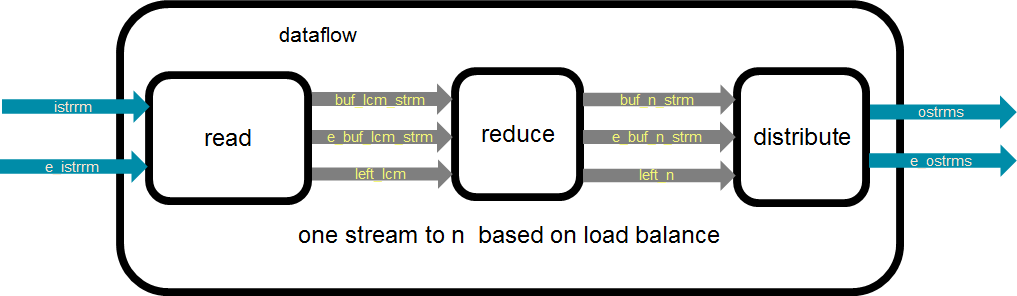 dataflow
istrrm
e_istrrm
read
buf_lcm_strm
e_buf_lcm_strm
left_lcm
reduce
buf_n_strm
e_buf_n_strm
left_n
distribute
ostrms
e_ostrms
one stream to n based on load balance